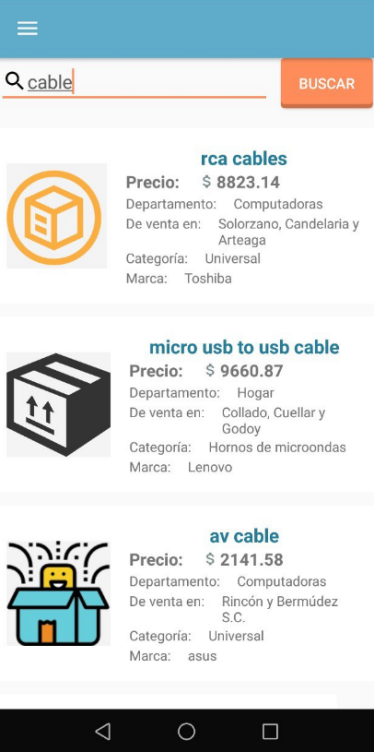 cable
BUSCAR
rca cables
Precio: $ 8823.14
Departamento: Computadoras
De venta en: Solorzano, Candelaria y
Arteaga
Categoría: Universal
Marca: Toshiba
micro usb to usb cable
Precio: $ 9660.87
Departamento: Hogar
De venta en: Collado, Cuellar y
Godoy
Categoría: Hornos de microondas
Marca: Lenovo
av cable
Precio: $ 2141.58
Departamento: Computadoras
De venta en: Rincón y Bermúdez
S.C.
Categoría: Universal
Marca: asus